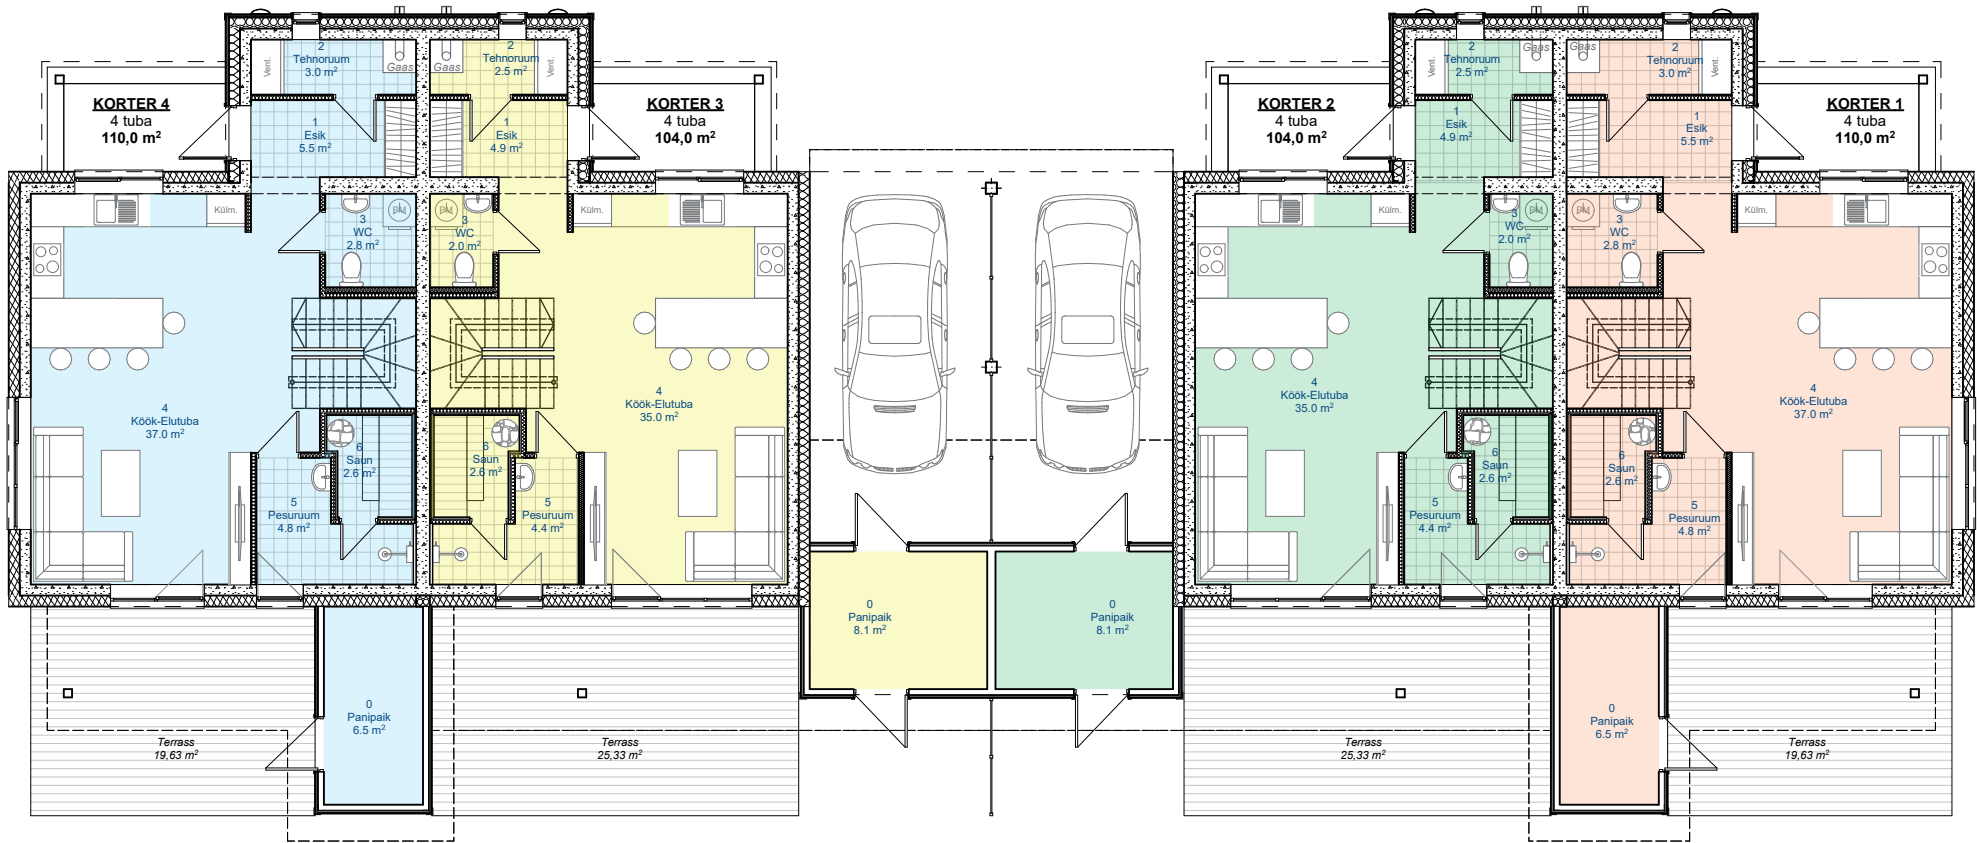 KORTER 4
4 tuba
110,0 m²
2
Tehnoruum
3.0 m²
Vent.
Gaas
1
Esik
5.5 m²
Külm.
3
WC
2.8 m²
PM
4
Köök-Elutuba
37.0 m²
6
Saun
2.6 m²
5
Pesuruum
4.8 m²
0
Panipaik
6.5 m²
Terrass
19,63 m²
KORTER 3
4 tuba
104,0 m²
2
Tehnoruum
2.5 m²
Gaas
Vent.
1
Esik
4.9 m²
PM
3
WC
2.0 m²
Külm.
4
Köök-Elutuba
35.0 m²
6
Saun
2.6 m²
5
Pesuruum
4.4 m²
0
Panipaik
8.1 m²
Terrass
25,33 m²
KORTER 2
4 tuba
104,0 m²
2
Tehnoruum
2.5 m²
Vent.
Gaas
1
Esik
4.9 m²
Külm.
3
WC
2.0 m²
PM
4
Köök-Elutuba
35.0 m²
6
Saun
2.6 m²
5
Pesuruum
4.4 m²
0
Panipaik
8.1 m²
Terrass
25,33 m²
KORTER 1
4 tuba
110,0 m²
2
Tehnoruum
3.0 m²
Gaas
Vent.
1
Esik
5.5 m²
PM
3
WC
2.8 m²
Külm.
4
Köök-Elutuba
37.0 m²
6
Saun
2.6 m²
5
Pesuruum
4.8 m²
0
Panipaik
6.5 m²
Terrass
19,63 m²